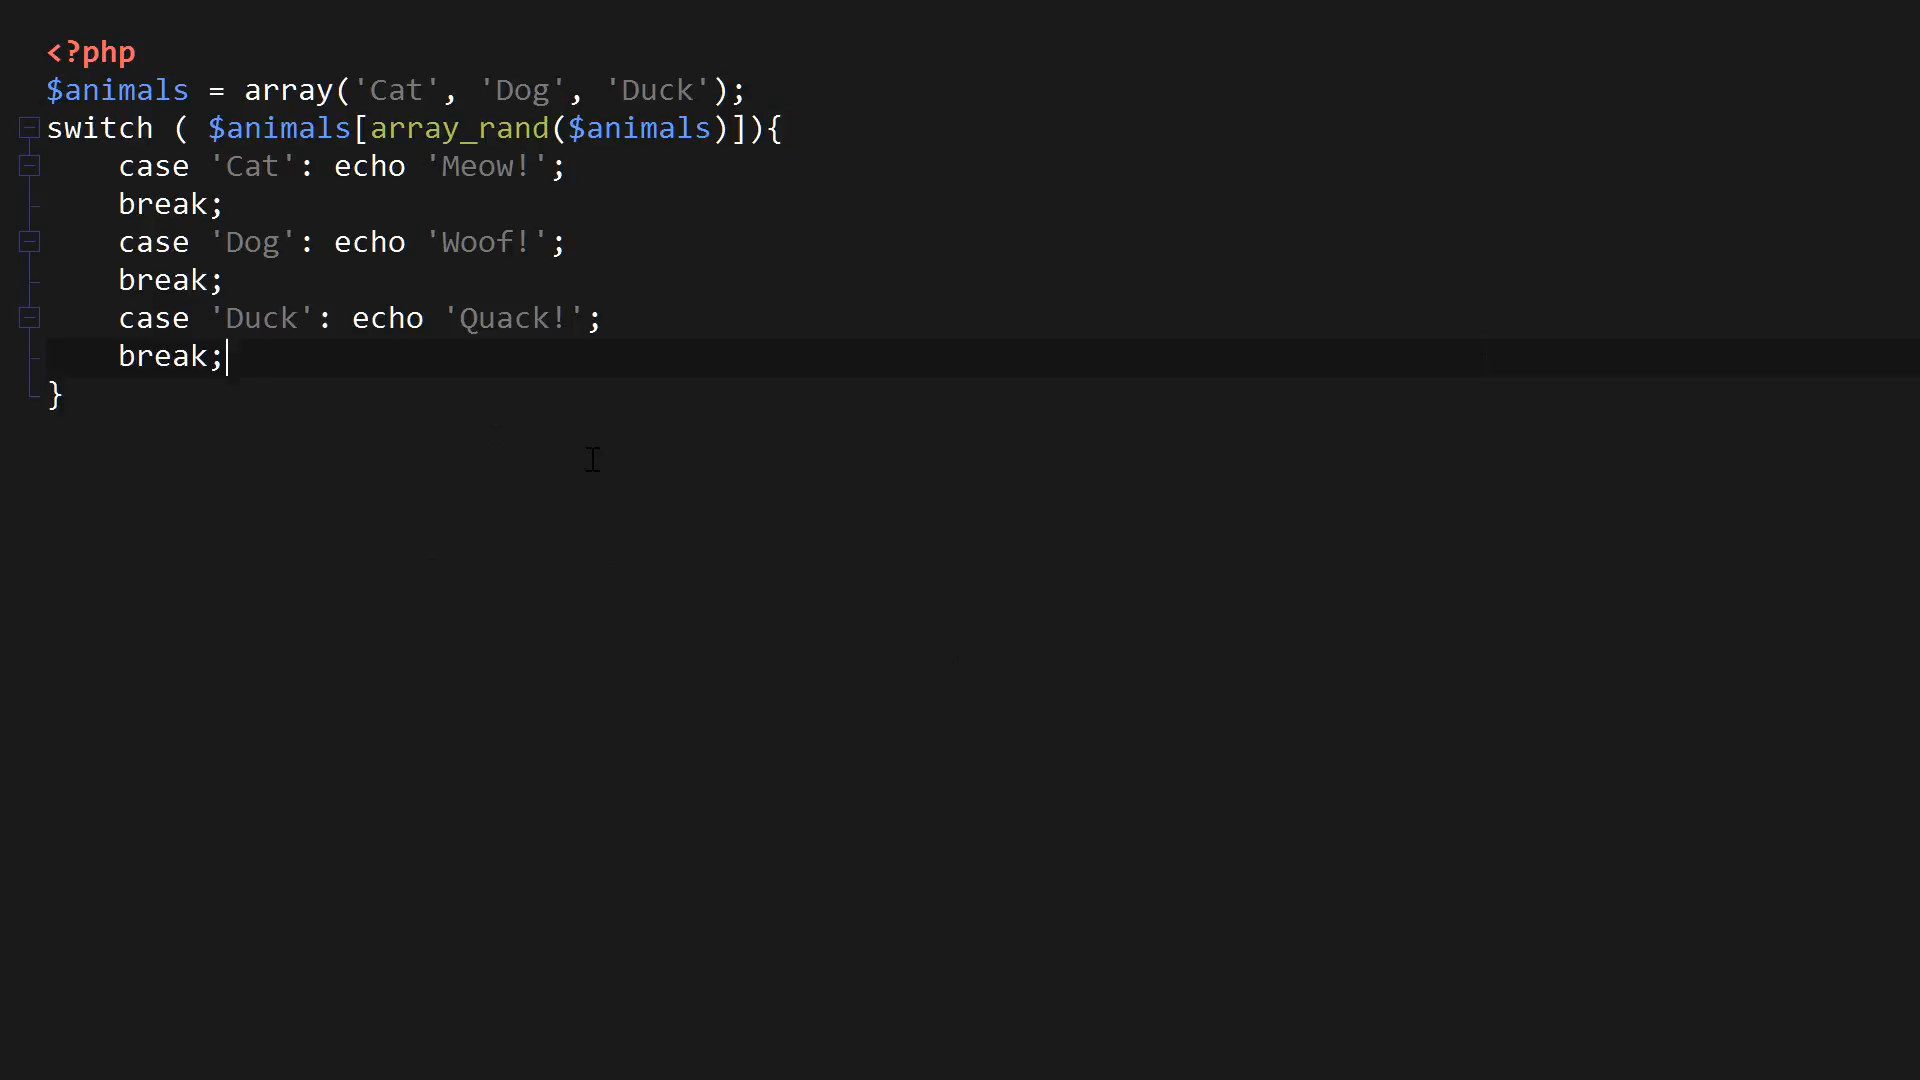 <?php
$animals = array('Cat', 'Dog', 'Duck');
switch ( $animals[array_rand($animals)]){
    case 'Cat': echo 'Meow!';
    break;
    case 'Dog': echo 'Woof!';
    break;
    case 'Duck': echo 'Quack!';
    break;
}